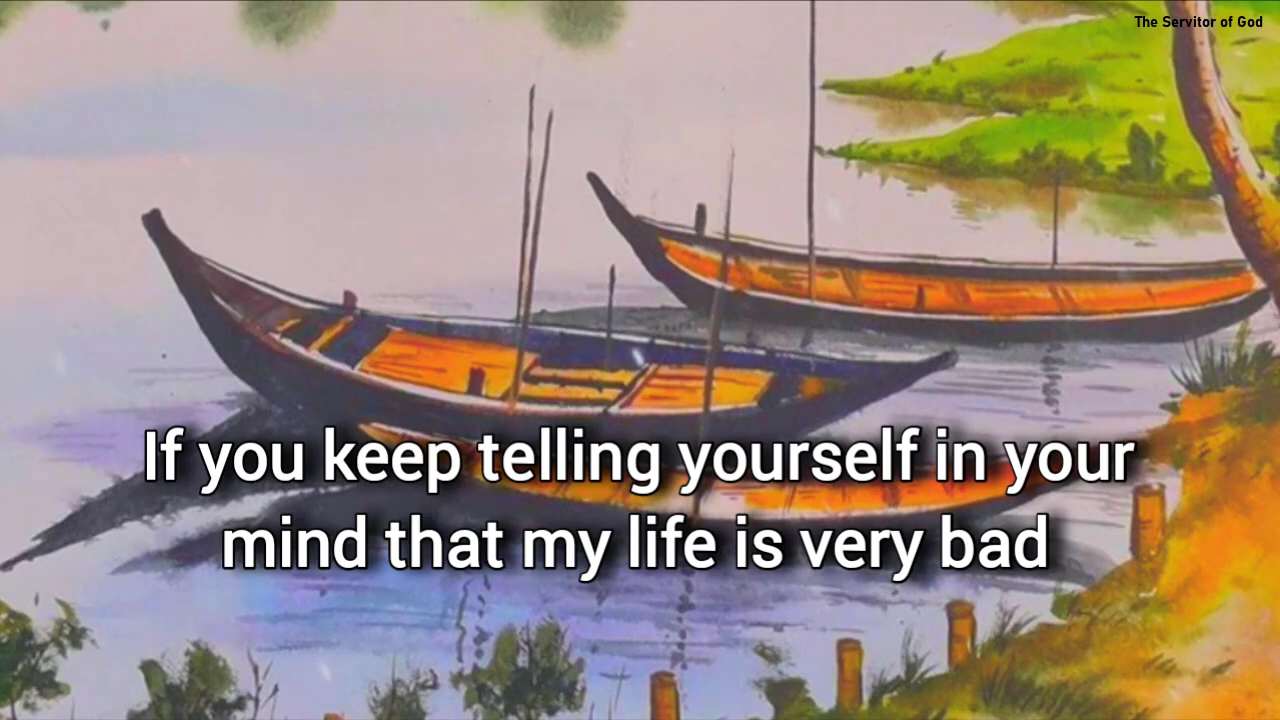 The Servitor of God
If you keep telling yourself in your
mind that my life is very bad